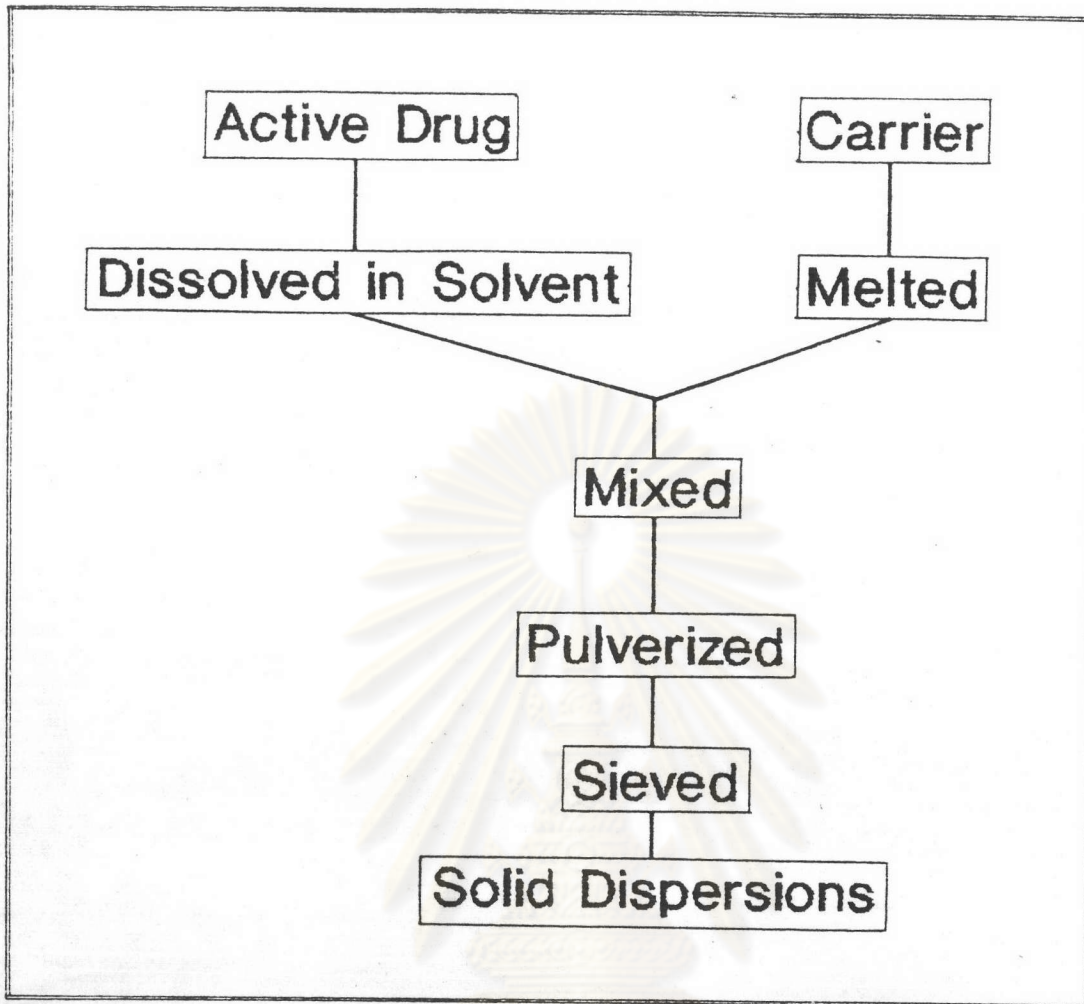 Active Drug
Carrier
Dissolved in Solvent
Melted
Mixed
Pulverized
Sieved
Solid Dispersions